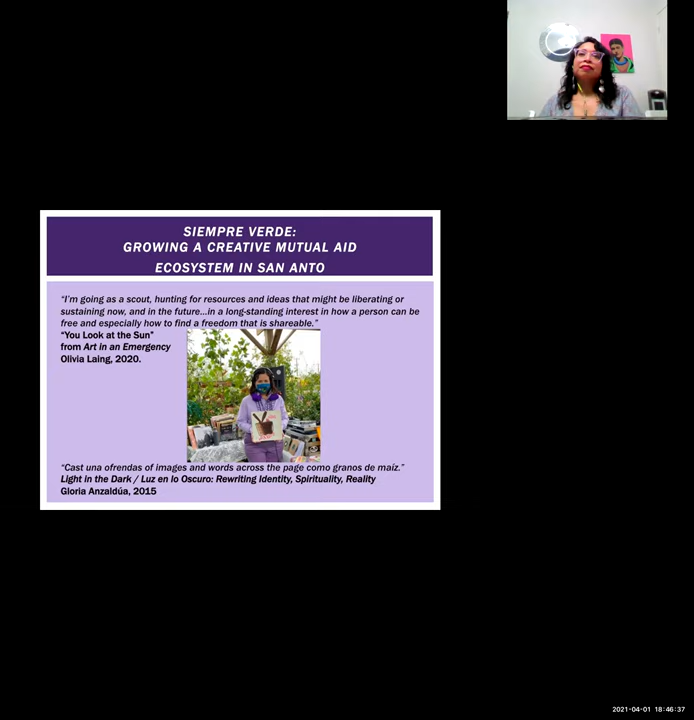 SIEMPRE VERDE:
GROWING A CREATIVE MUTUAL AID
ECOSYSTEM IN SAN ANTO
“I’m going as a scout, hunting for resources and ideas that might be liberating or
sustaining now, and in the future...in a long-standing interest in how a person can be
free and especially how to find a freedom that is shareable.”
“You Look at the Sun”
from Art in an Emergency
Olivia Laing, 2020.
“Cast una ofrendas of images and words across the page como granos de maíz.”
Light in the Dark / Luz en lo Oscuro: Rewriting Identity, Spirituality, Reality
Gloria Anzaldúa, 2015
2021-04-01 18:46:37